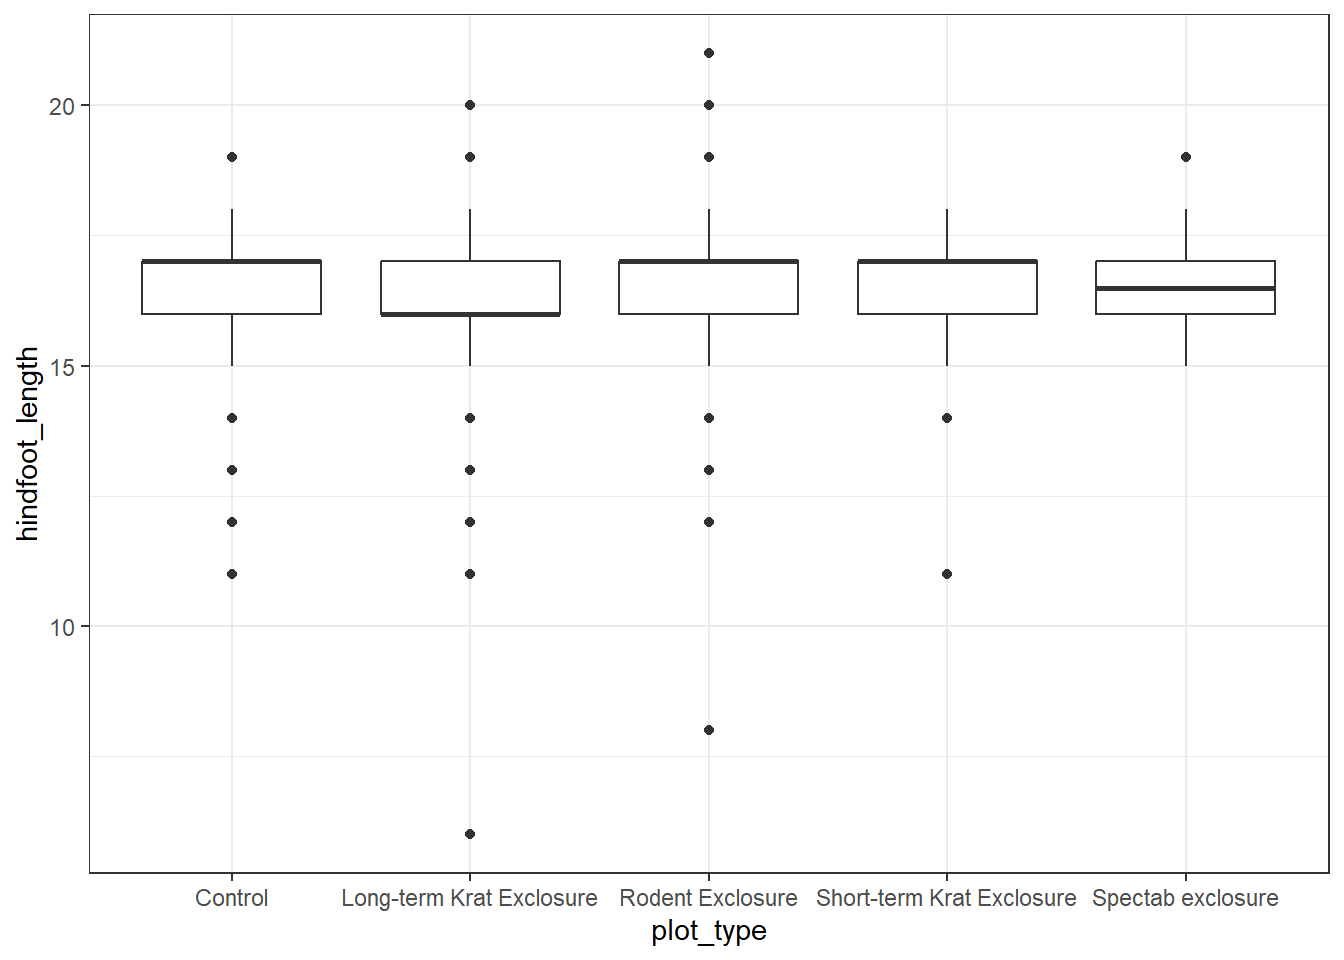 20
15
10
hindfoot_length
Control Long-term Krat Exclosure Rodent Exclosure Short-term Krat Exclosure Spectab exclosure
plot_type